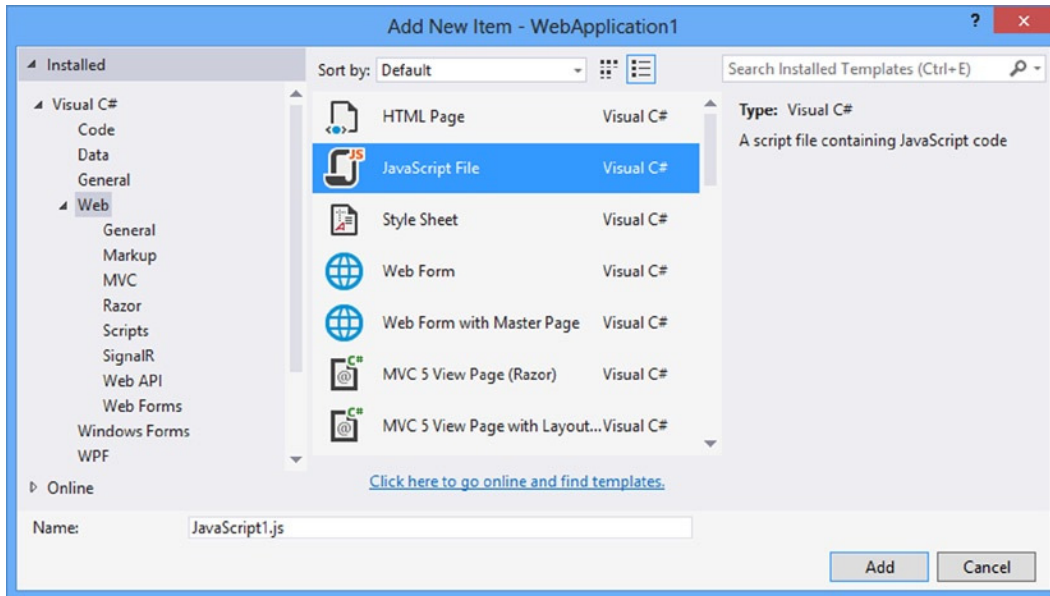 Add New Item - WebApplication1
?
Installed
Sort by: Default
Search Installed Templates (Ctrl+E)
Visual C#
Code
Data
General
Web
General
Markup
MVC
Razor
Scripts
SignalR
Web API
Web Forms
Windows Forms
WPF
Online
HTML Page Visual C#
JS
JavaScript File Visual C#
Style Sheet Visual C#
Web Form Visual C#
Web Form with Master Page Visual C#
C#
@
MVC 5 View Page (Razor) Visual C#
C#
@
MVC 5 View Page with Layout... Visual C#
Click here to go online and find templates.
Type: Visual C#
A script file containing JavaScript code
Name: JavaScript1.js
Add Cancel